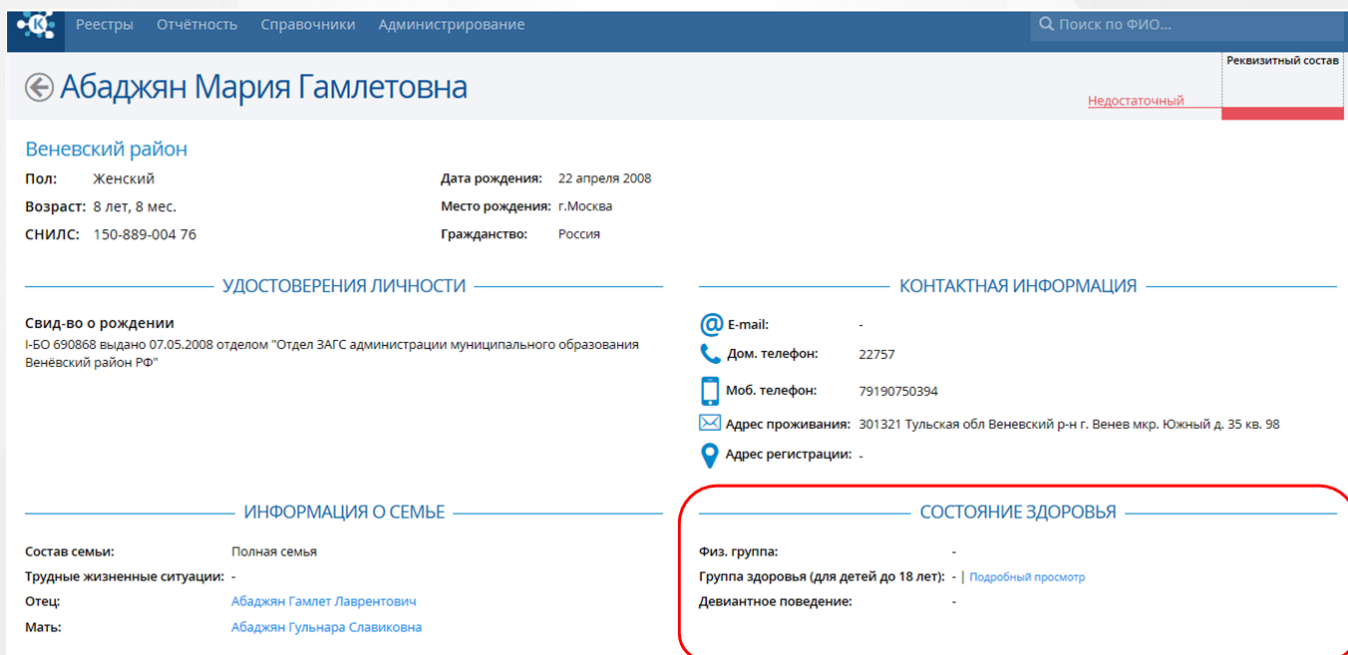 К Реестры Отчётность Справочники Администрирование Поиск по ФИО...
Абаджян Мария Гамлетовна
Недостаточный
Реквизитный состав
Веневский район
Пол: Женский Дата рождения: 22 апреля 2008
Возраст: 8 лет, 8 мес. Место рождения: г.Москва
СНИЛС: 150-889-004 76 Гражданство: Россия
УДОСТОВЕРЕНИЯ ЛИЧНОСТИ
Свид-во о рождении
I-БО 690868 выдано 07.05.2008 отделом "Отдел ЗАГС администрации муниципального образования
Венёвский район РФ"
КОНТАКТНАЯ ИНФОРМАЦИЯ
@ E-mail: -
Дом. телефон: 22757
Моб. телефон: 79190750394
Адрес проживания: 301321 Тульская обл Веневский р-н г. Венев мкр. Южный д. 35 кв. 98
Адрес регистрации: -
ИНФОРМАЦИЯ О СЕМЬЕ
Состав семьи: Полная семья
Трудные жизненные ситуации: -
Отец: Абаджян Гамлет Лаврентович
Мать: Абаджян Гульнара Славиковна
СОСТОЯНИЕ ЗДОРОВЬЯ
Физ. группа: -
Группа здоровья (для детей до 18 лет): - | Подробный просмотр
Девиантное поведение: -